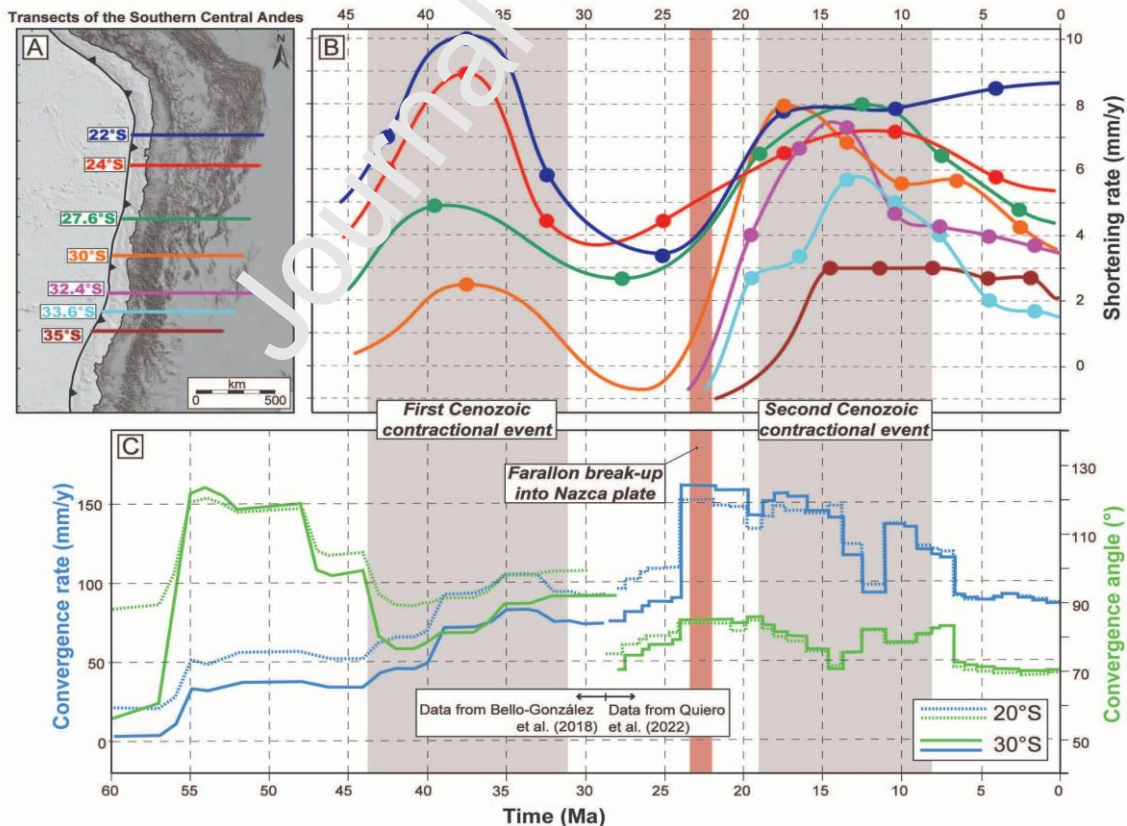 Transects of the Southern Central Andes
A
N
22°S
24°S
27.6°S
30°S
32.4°S
33.6°S
35°S
km
0 500
B
45 40 35 30 25 20 15 10 5 0
10
8
6
4
2
0
Shortening rate (mm/y)
Journal
First Cenozoic
contractional event
Second Cenozoic
contractional event
C
Farallon break-up
into Nazca plate
150
100
50
0
Convergence rate (mm/y)
130
110
90
70
50
Convergence angle (°)
Data from Bello-González
et al. (2018)
Data from Quiero
et al. (2022)
20°S
30°S
60 55 50 45 40 35 30 25 20 15 10 5 0
Time (Ma)